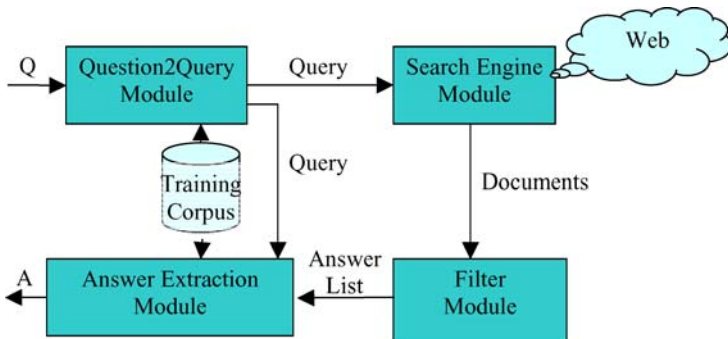 Q
Question2Query
Module
Query
Search Engine
Module
Web
Training
Corpus
Query
Documents
A
Answer Extraction
Module
Answer
List
Filter
Module